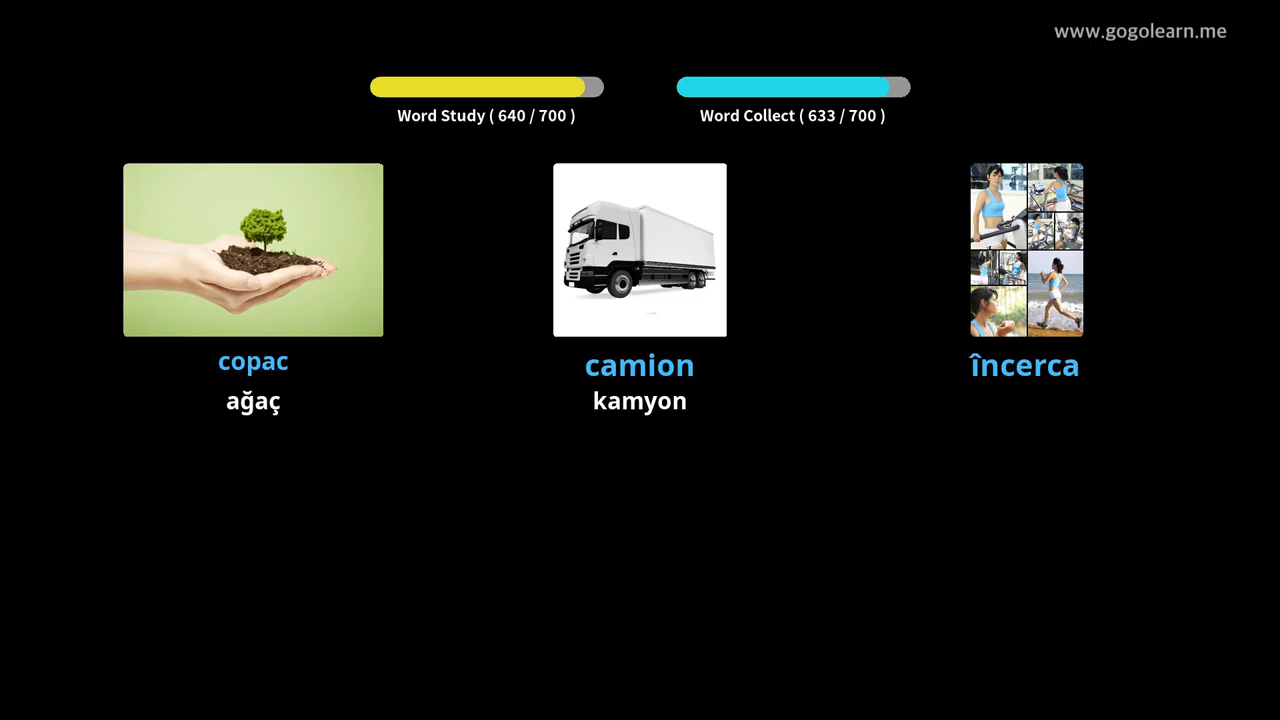 www.gogolearn.me
Word Study ( 640 / 700 )
Word Collect ( 633 / 700 )
copac
ağaç
camion
kamyon
încerca